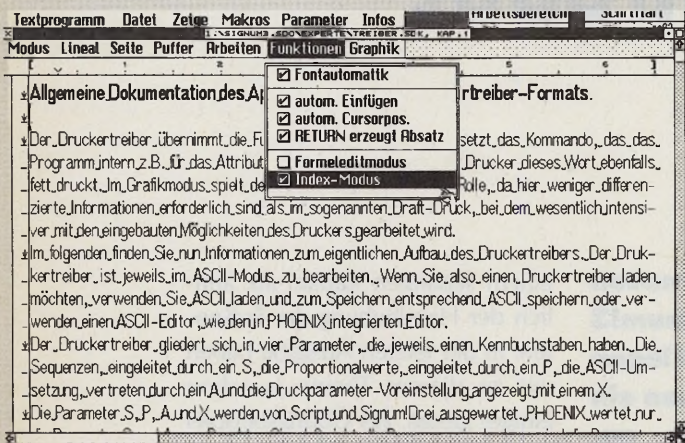 Textprogramm Datei Zeige Makros Parameter Infos
Arbeitsbereich Schriftart
I:\SIGNUM3.SDO\EXPERTE\TREIBER.SDK, KAP.1
Modus Lineal Seite Puffer Arbeiten Funktionen Graphik
Fontautomatik
autom. Einfügen
autom. Cursorpos.
RETURN erzeugt Absatz
Formeleditmodus
Index-Modus
Allgemeine Dokumentation des rtreiber-Formats.
Der Druckertreiber übernimmt die setzt das Kommando, das das
Programm intern z.B. für das Attribut Drucker dieses Wort ebenfalls
fett druckt. Im Grafikmodus spielt Rolle, da hier weniger differen-
zierte Informationen erforderlich sind als im sogenannten Draft-Druck, bei dem wesentlich intensi-
ver mit den eingebauten Möglichkeiten des Druckers gearbeitet wird.
Im folgenden finden Sie nun Informationen zum eigentlichen Aufbau des Druckertreibers. Der Druk-
kertreiber ist jeweils im ASCII-Modus zu bearbeiten. Wenn Sie also einen Druckertreiber laden
möchten, verwenden Sie ASCII laden und zum Speichern entsprechend ASCII speichern oder ver-
wenden einen ASCII-Editor, wie den in PHOENIX integrierten Editor.
Der Druckertreiber gliedert sich in vier Parameter, die jeweils einen Kennbuchstaben haben. Die
Sequenzen, eingeleitet durch ein S, die Proportionalwerte, eingeleitet durch ein P, die ASCII-Um-
setzung, vertreten durch ein A und die Druckparameter-Voreinstellung angezeigt mit einem X.
Die Parameter S, P, A und X werden von Script und Signum!Drei ausgewertet. PHOENIX wertet nur